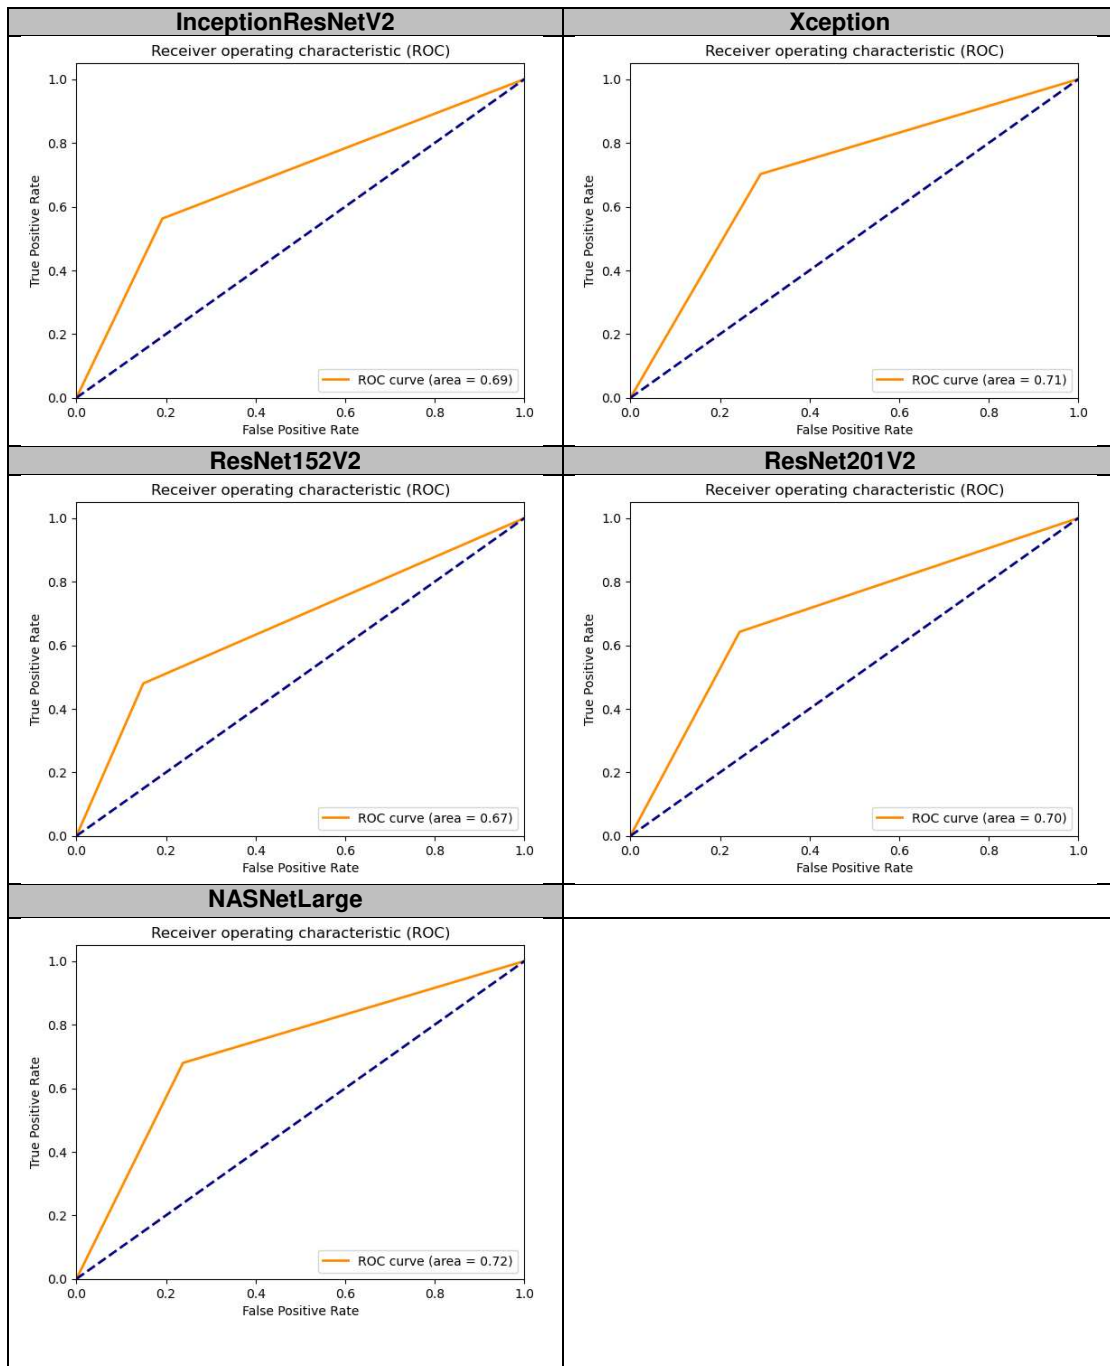 InceptionResNetV2
Receiver operating characteristic (ROC)
1.0
0.8
0.6
0.4
0.2
0.0
True Positive Rate
ROC curve (area = 0.69)
0.0 0.2 0.4 0.6 0.8 1.0
False Positive Rate
Xception
Receiver operating characteristic (ROC)
1.0
0.8
0.6
0.4
0.2
0.0
True Positive Rate
ROC curve (area = 0.71)
0.0 0.2 0.4 0.6 0.8 1.0
False Positive Rate
ResNet152V2
Receiver operating characteristic (ROC)
1.0
0.8
0.6
0.4
0.2
0.0
True Positive Rate
ROC curve (area = 0.67)
0.0 0.2 0.4 0.6 0.8 1.0
False Positive Rate
ResNet201V2
Receiver operating characteristic (ROC)
1.0
0.8
0.6
0.4
0.2
0.0
True Positive Rate
ROC curve (area = 0.70)
0.0 0.2 0.4 0.6 0.8 1.0
False Positive Rate
NASNetLarge
Receiver operating characteristic (ROC)
1.0
0.8
0.6
0.4
0.2
0.0
True Positive Rate
ROC curve (area = 0.72)
0.0 0.2 0.4 0.6 0.8 1.0
False Positive Rate